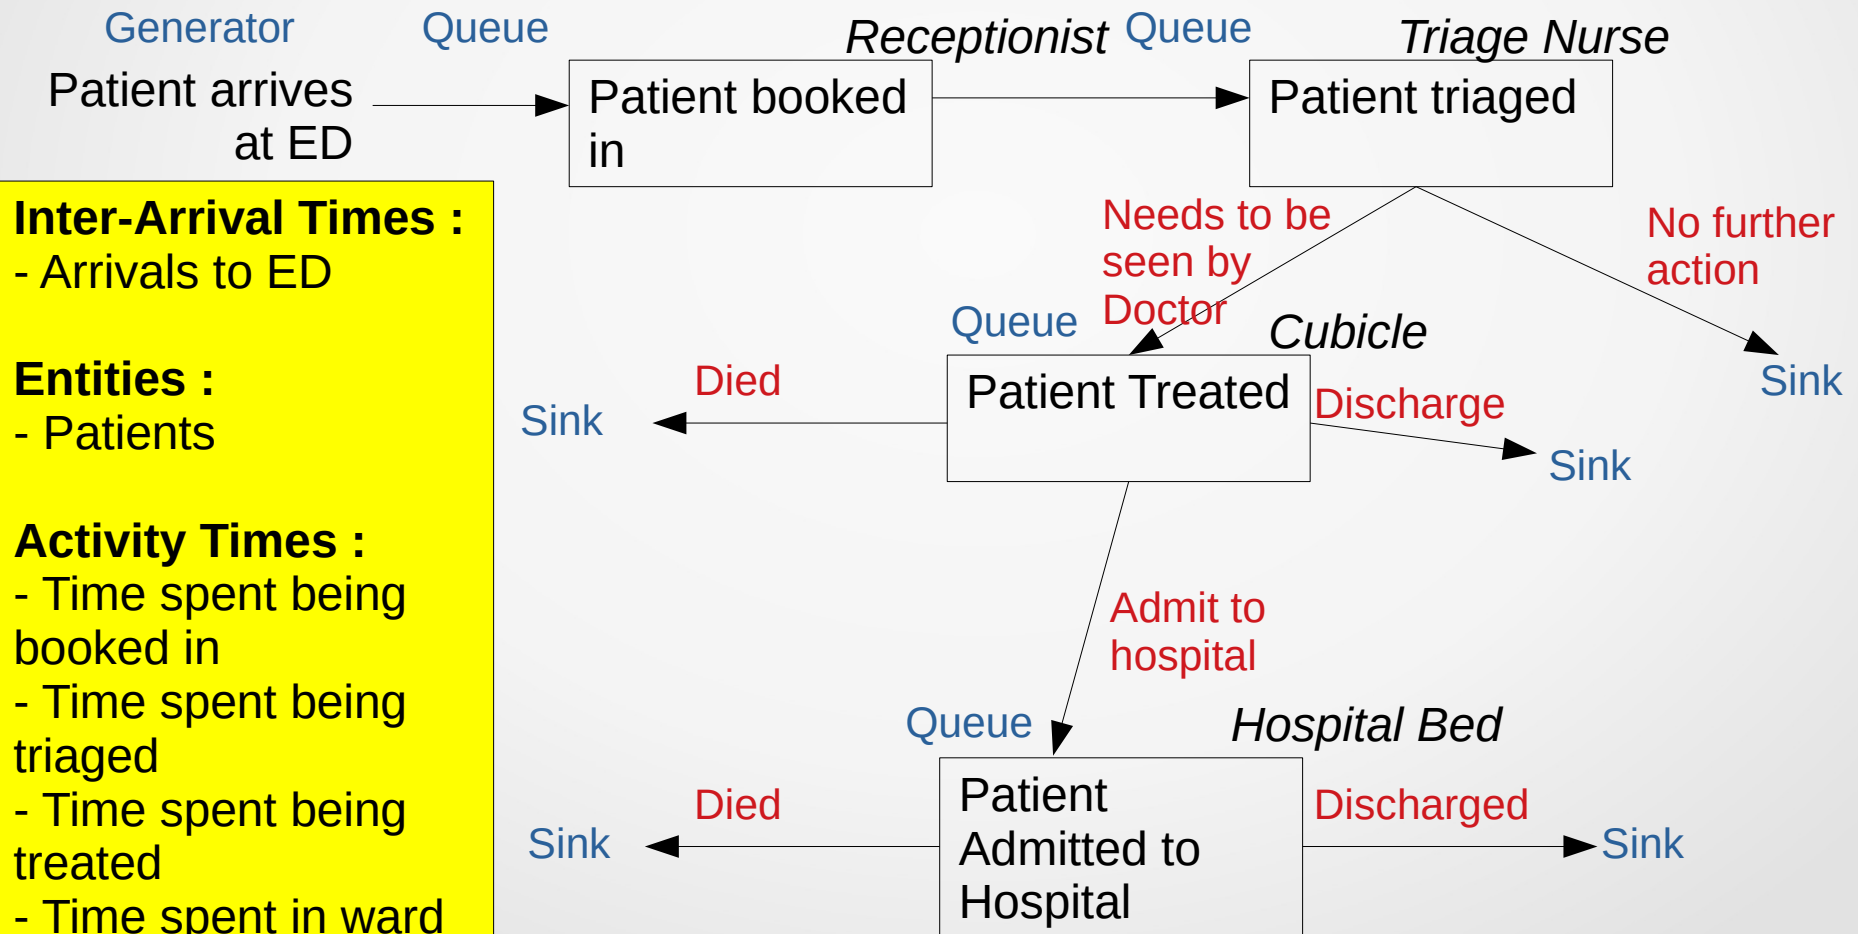 Generator
Queue
Receptionist
Queue
Triage Nurse
Patient arrives
at ED
Patient booked
in
Patient triaged
Inter-Arrival Times :
- Arrivals to ED
Entities :
- Patients
Activity Times :
- Time spent being
booked in
- Time spent being
triaged
- Time spent being
treated
- Time spent in ward
Needs to be
seen by
Doctor
No further
action
Sink
Queue
Cubicle
Patient Treated
Died
Sink
Discharge
Sink
Admit to
hospital
Queue
Hospital Bed
Patient
Admitted to
Hospital
Died
Sink
Discharged
Sink